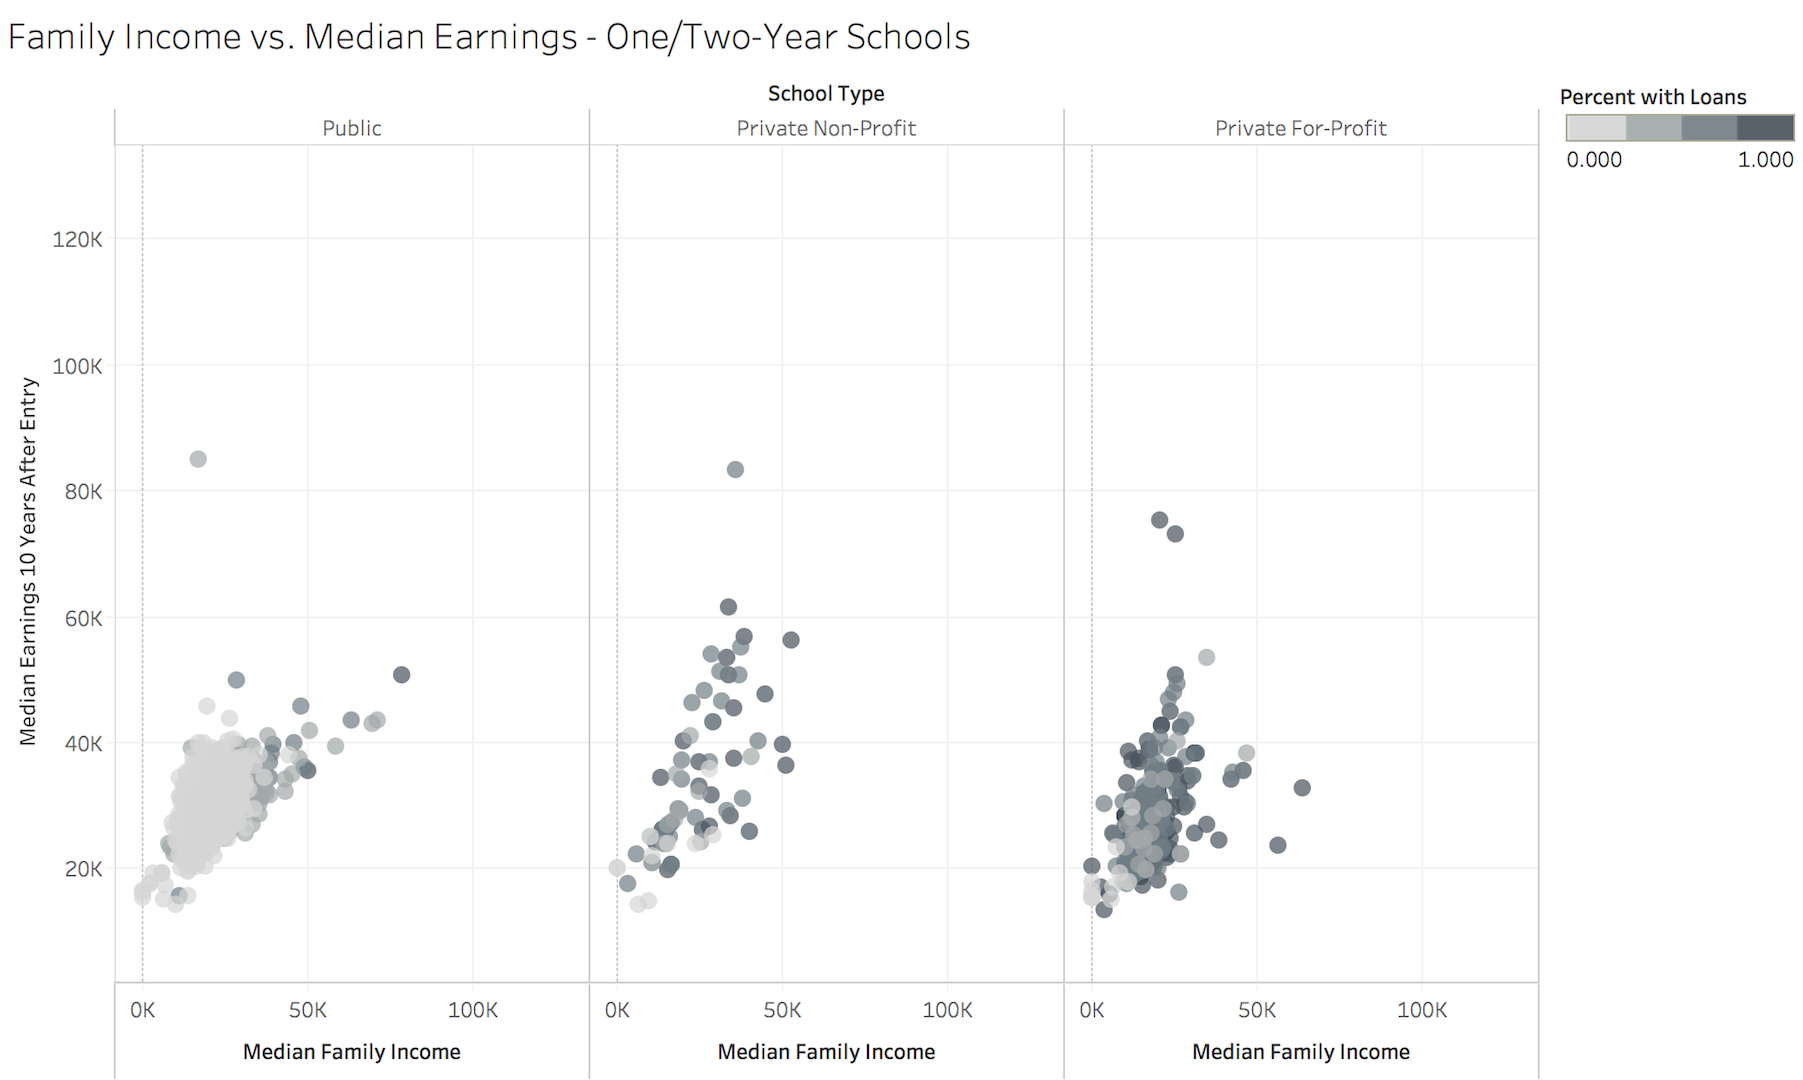 Family Income vs. Median Earnings - One/Two-Year Schools
School Type
Percent with Loans
Public
Private Non-Profit
Private For-Profit
0.000
1.000
Median Earnings 10 Years After Entry
120K
100K
80K
60K
40K
20K
0K 50K 100K
0K 50K 100K
0K 50K 100K
Median Family Income
Median Family Income
Median Family Income